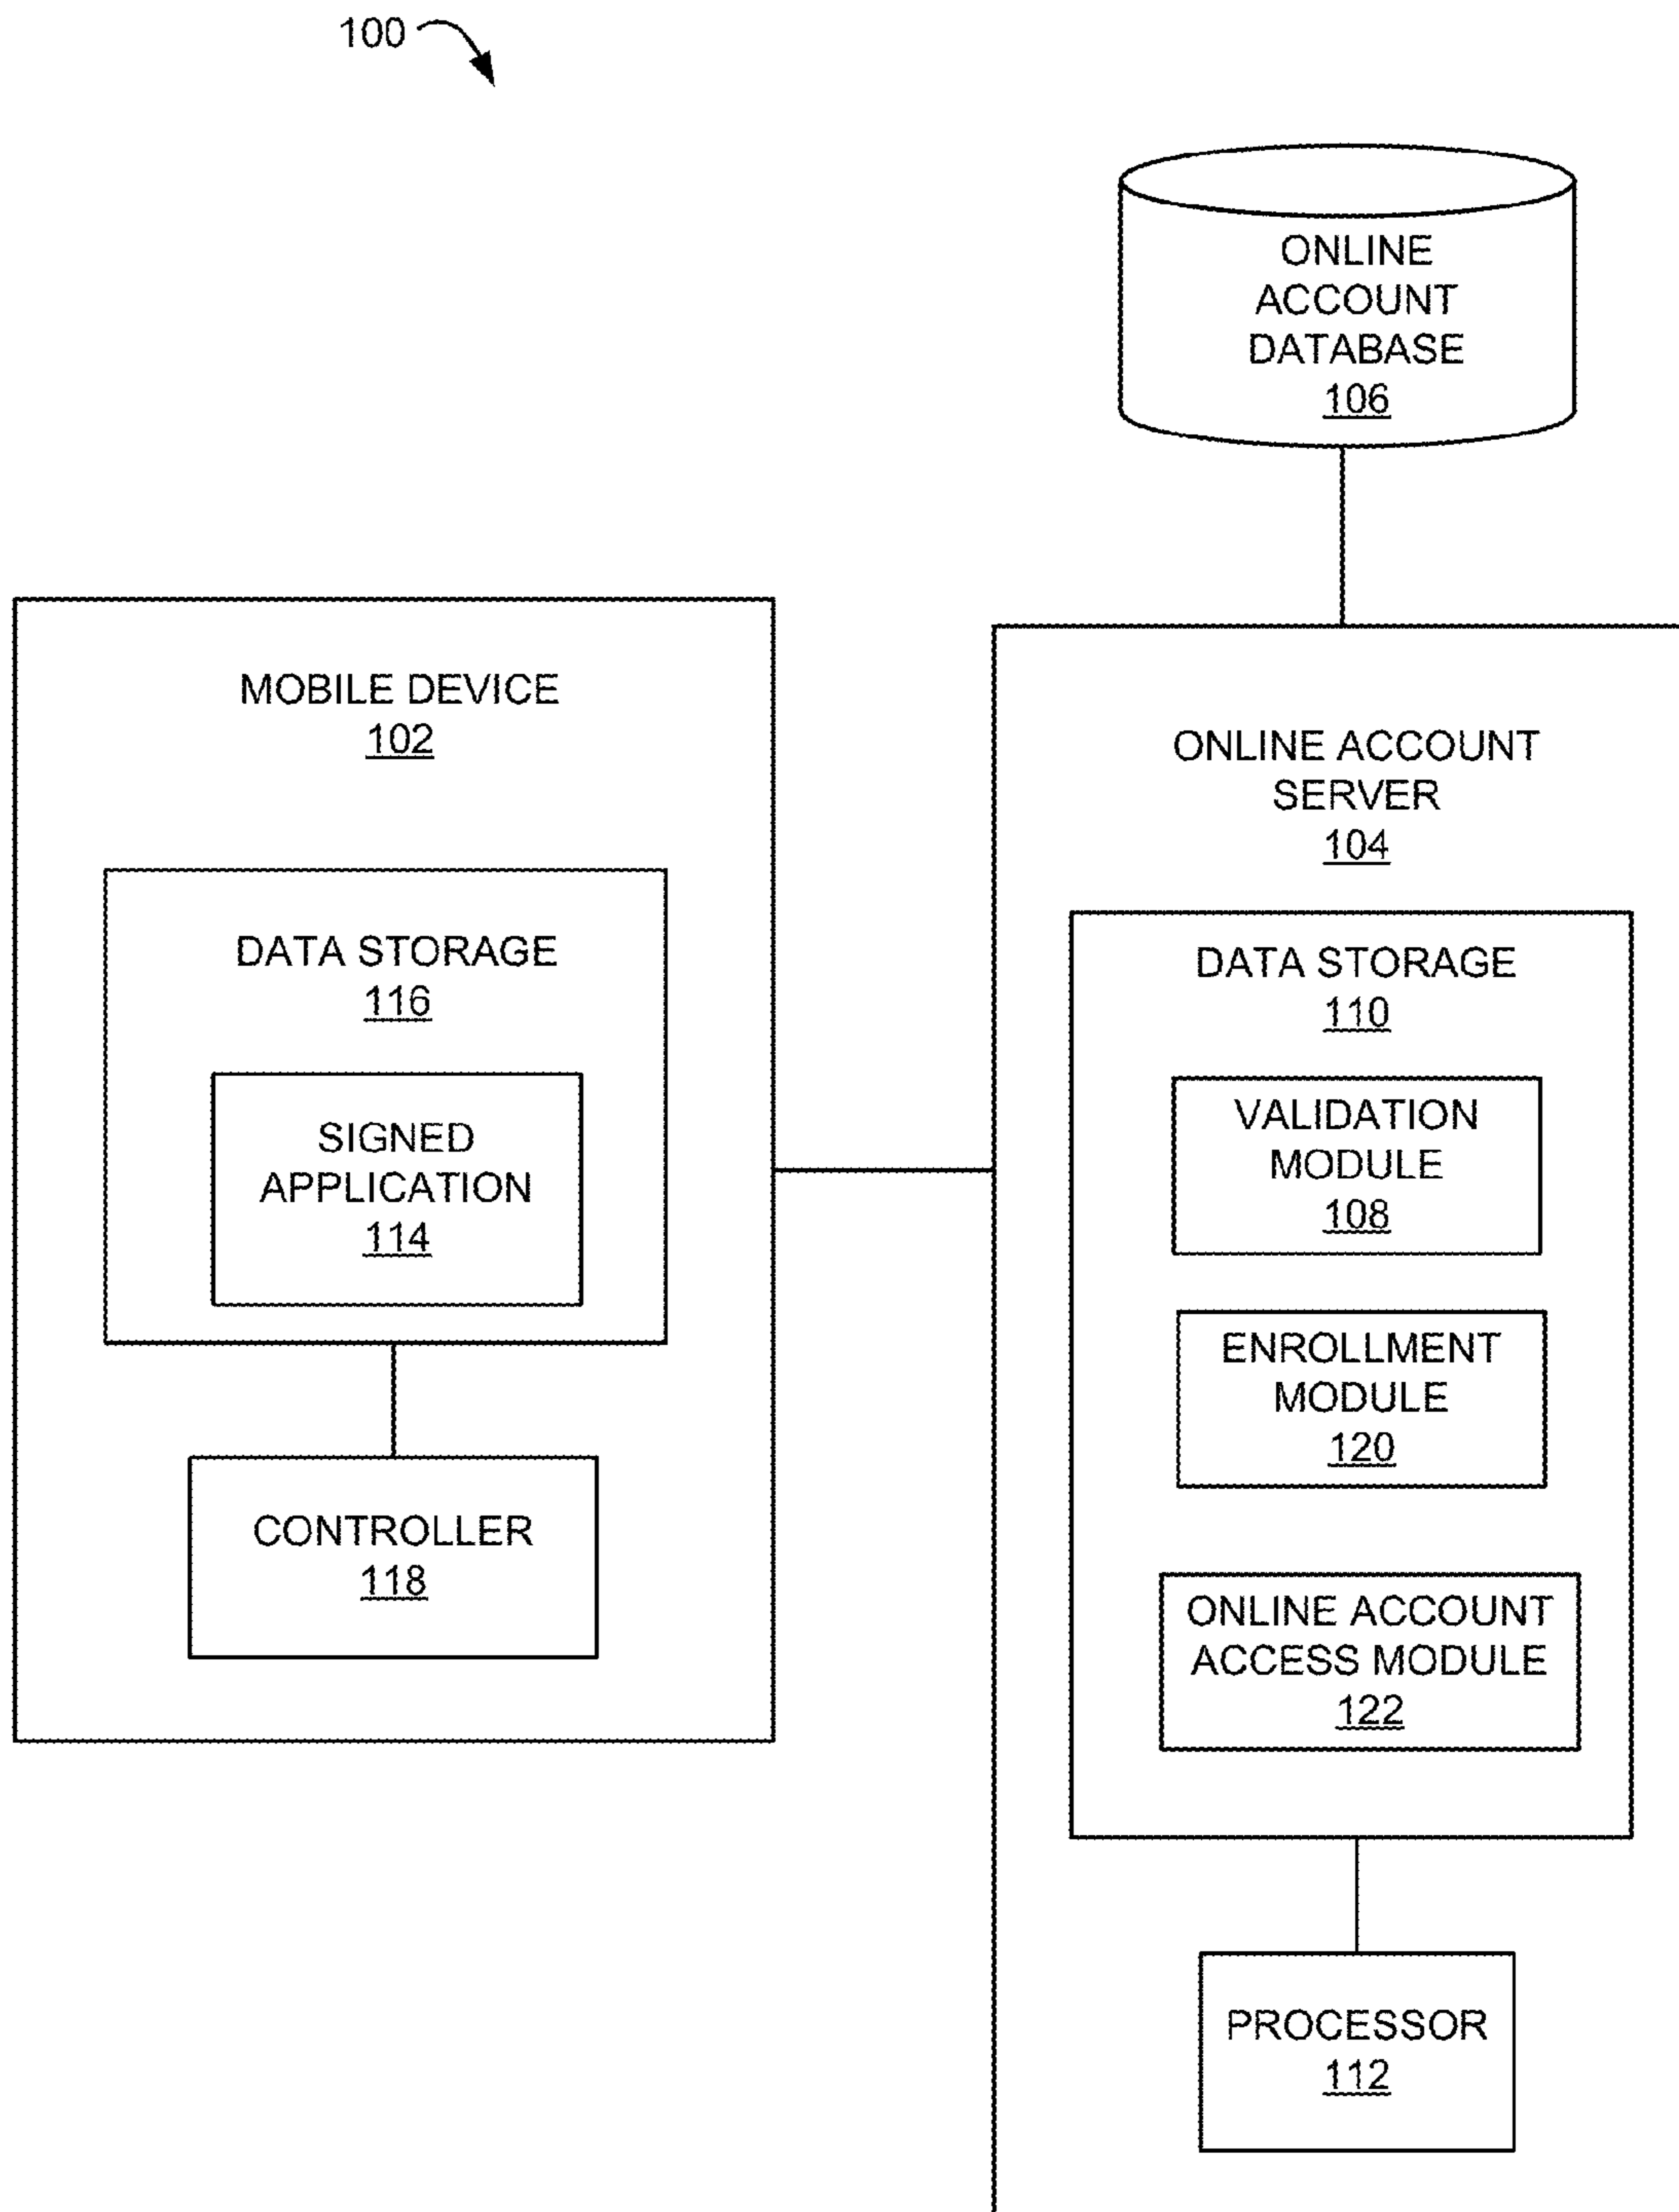 100
ONLINE
ACCOUNT
DATABASE
106
MOBILE DEVICE
102
DATA STORAGE
116
SIGNED
APPLICATION
114
CONTROLLER
118
ONLINE ACCOUNT
SERVER
104
DATA STORAGE
110
VALIDATION
MODULE
108
ENROLLMENT
MODULE
120
ONLINE ACCOUNT
ACCESS MODULE
122
PROCESSOR
112